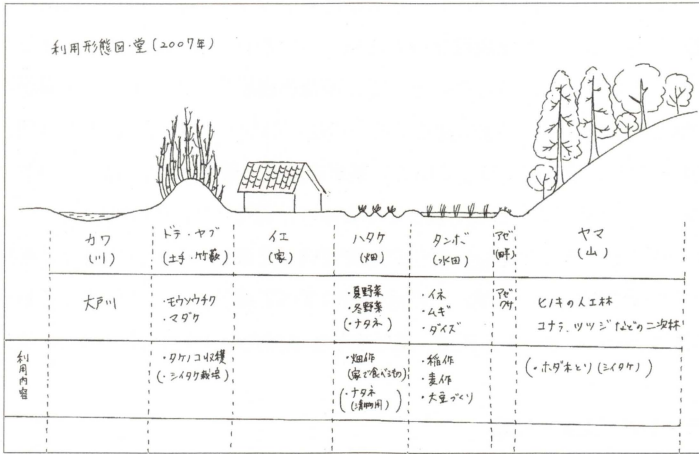 利用形態図・堂(2007年)
カワ
(川)
ドテ・ヤブ
(土手・竹藪)
イエ
(家)
ハタケ
(畑)
タンボ
(水田)
アゼ
(畔)
ヤマ
(山)
大戸川
・モウソウチク
・マダケ
・夏野菜
・冬野菜
(・ナタネ)
・イネ
・ムギ
・ダイズ
アゼ
クサ
ヒノキの人工林
コナラ、ツツジなどの二次林
利用内容
・タケノコ収穫
(・シイタケ栽培)
・畑作
(家で食べるもの)
(・ナタネ
(漬物用))
・稲作
・麦作
・大豆づくり
(・ホダ木とり(シイタケ))